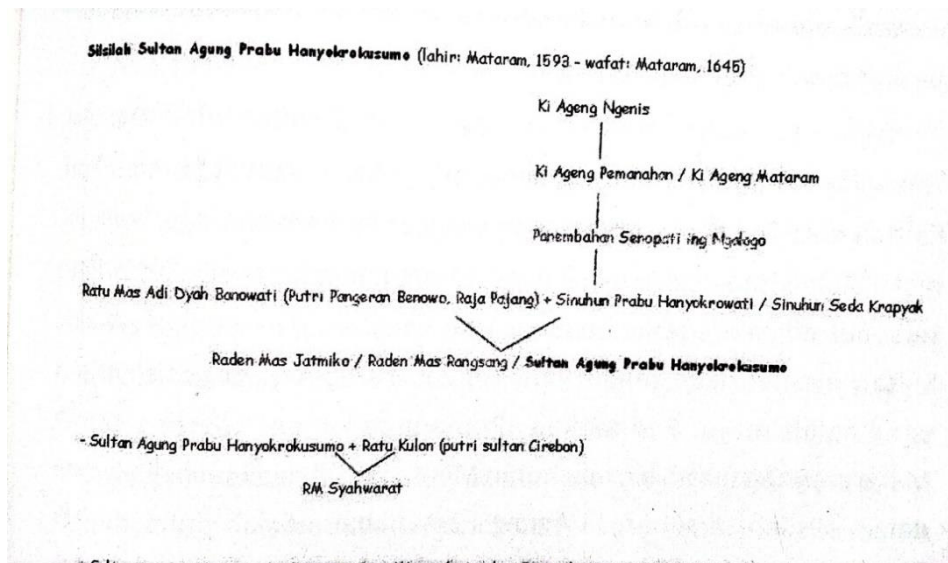 Silsilah Sultan Agung Prabu Hanyokrokusumo (lahir: Mataram, 1593 - wafat: Mataram, 1645)
Ki Ageng Ngenis
Ki Ageng Pemanahan / Ki Ageng Mataram
Panembahan Senopati ing Ngalogo
Ratu Mas Adi Dyah Banowati (Putri Pangeran Benowo, Raja Pajang) + Sinuhun Prabu Hanyokrowati / Sinuhun Seda Krapyak
Raden Mas Jatmiko / Raden Mas Rangsang / Sultan Agung Prabu Hanyokrokusumo
- Sultan Agung Prabu Hanyokrokusumo + Ratu Kulon (putri sultan Cirebon)
RM Syahwarat